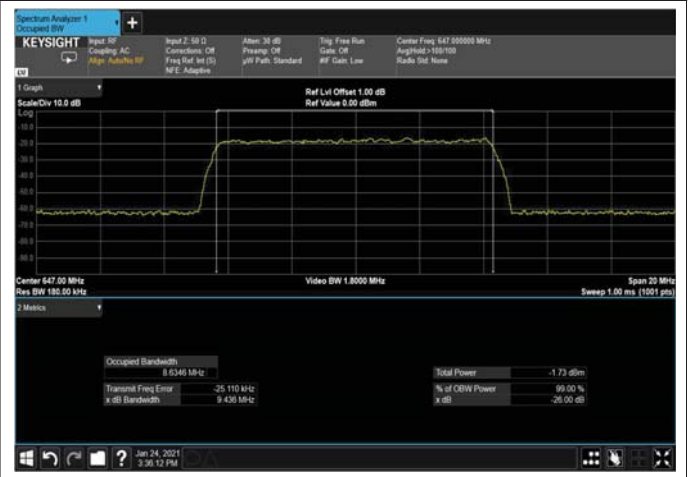 Spectrum Analyzer 1
Occupied BW
KEYSIGHT
Input: RF
Coupling: AC
Align: Auto/No RF
Input Z: 50 Ω
Corrections: Off
Freq Ref: Int (S)
NFE: Adaptive
Atten: 30 dB
Preamp: Off
µW Path: Standard
Trig: Free Run
Gate: Off
#IF Gain: Low
Center Freq: 647.000000 MHz
Avg|Hold:>100/100
Radio Std: None
1 Graph
Scale/Div 10.0 dB
Ref Lvl Offset 1.00 dB
Ref Value 0.00 dBm
Log
-10.0
-20.0
-30.0
-40.0
-50.0
-60.0
-70.0
-80.0
-90.0
Center 647.00 MHz
Video BW 1.8000 MHz
Span 20 MHz
Res BW 180.00 kHz
Sweep 1.00 ms (1001 pts)
2 Metrics
Occupied Bandwidth
8.6346 MHz
Total Power -1.73 dBm
Transmit Freq Error -25.110 kHz
% of OBW Power 99.00 %
x dB Bandwidth 9.436 MHz
x dB -26.00 dB
?
Jan 24, 2021
3:36:12 PM